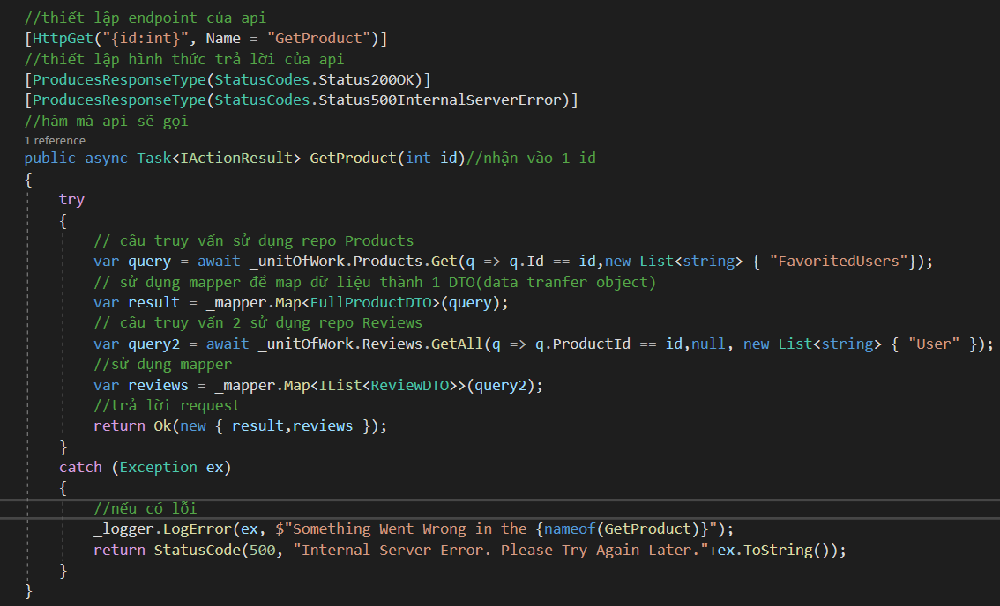 //thiết lập endpoint của api
[HttpGet("{id:int}", Name = "GetProduct")]
//thiết lập hình thức trả lời của api
[ProducesResponseType(StatusCodes.Status200OK)]
[ProducesResponseType(StatusCodes.Status500InternalServerError)]
//hàm mà api sẽ gọi
1 reference
public async Task<IActionResult> GetProduct(int id)//nhận vào 1 id
{
try
{
// câu truy vấn sử dụng repo Products
var query = await _unitOfWork.Products.Get(q => q.Id == id,new List<string> { "FavoritedUsers"});
// sử dụng mapper để map dữ liệu thành 1 DTO(data tranfer object)
var result = _mapper.Map<FullProductDTO>(query);
// câu truy vấn 2 sử dụng repo Reviews
var query2 = await _unitOfWork.Reviews.GetAll(q => q.ProductId == id,null, new List<string> { "User" });
//sử dụng mapper
var reviews = _mapper.Map<IList<ReviewDTO>>(query2);
//trả lời request
return Ok(new { result,reviews });
}
catch (Exception ex)
{
//nếu có lỗi
_logger.LogError(ex, $"Something Went Wrong in the {nameof(GetProduct)}");
return StatusCode(500, "Internal Server Error. Please Try Again Later."+ex.ToString());
}
}